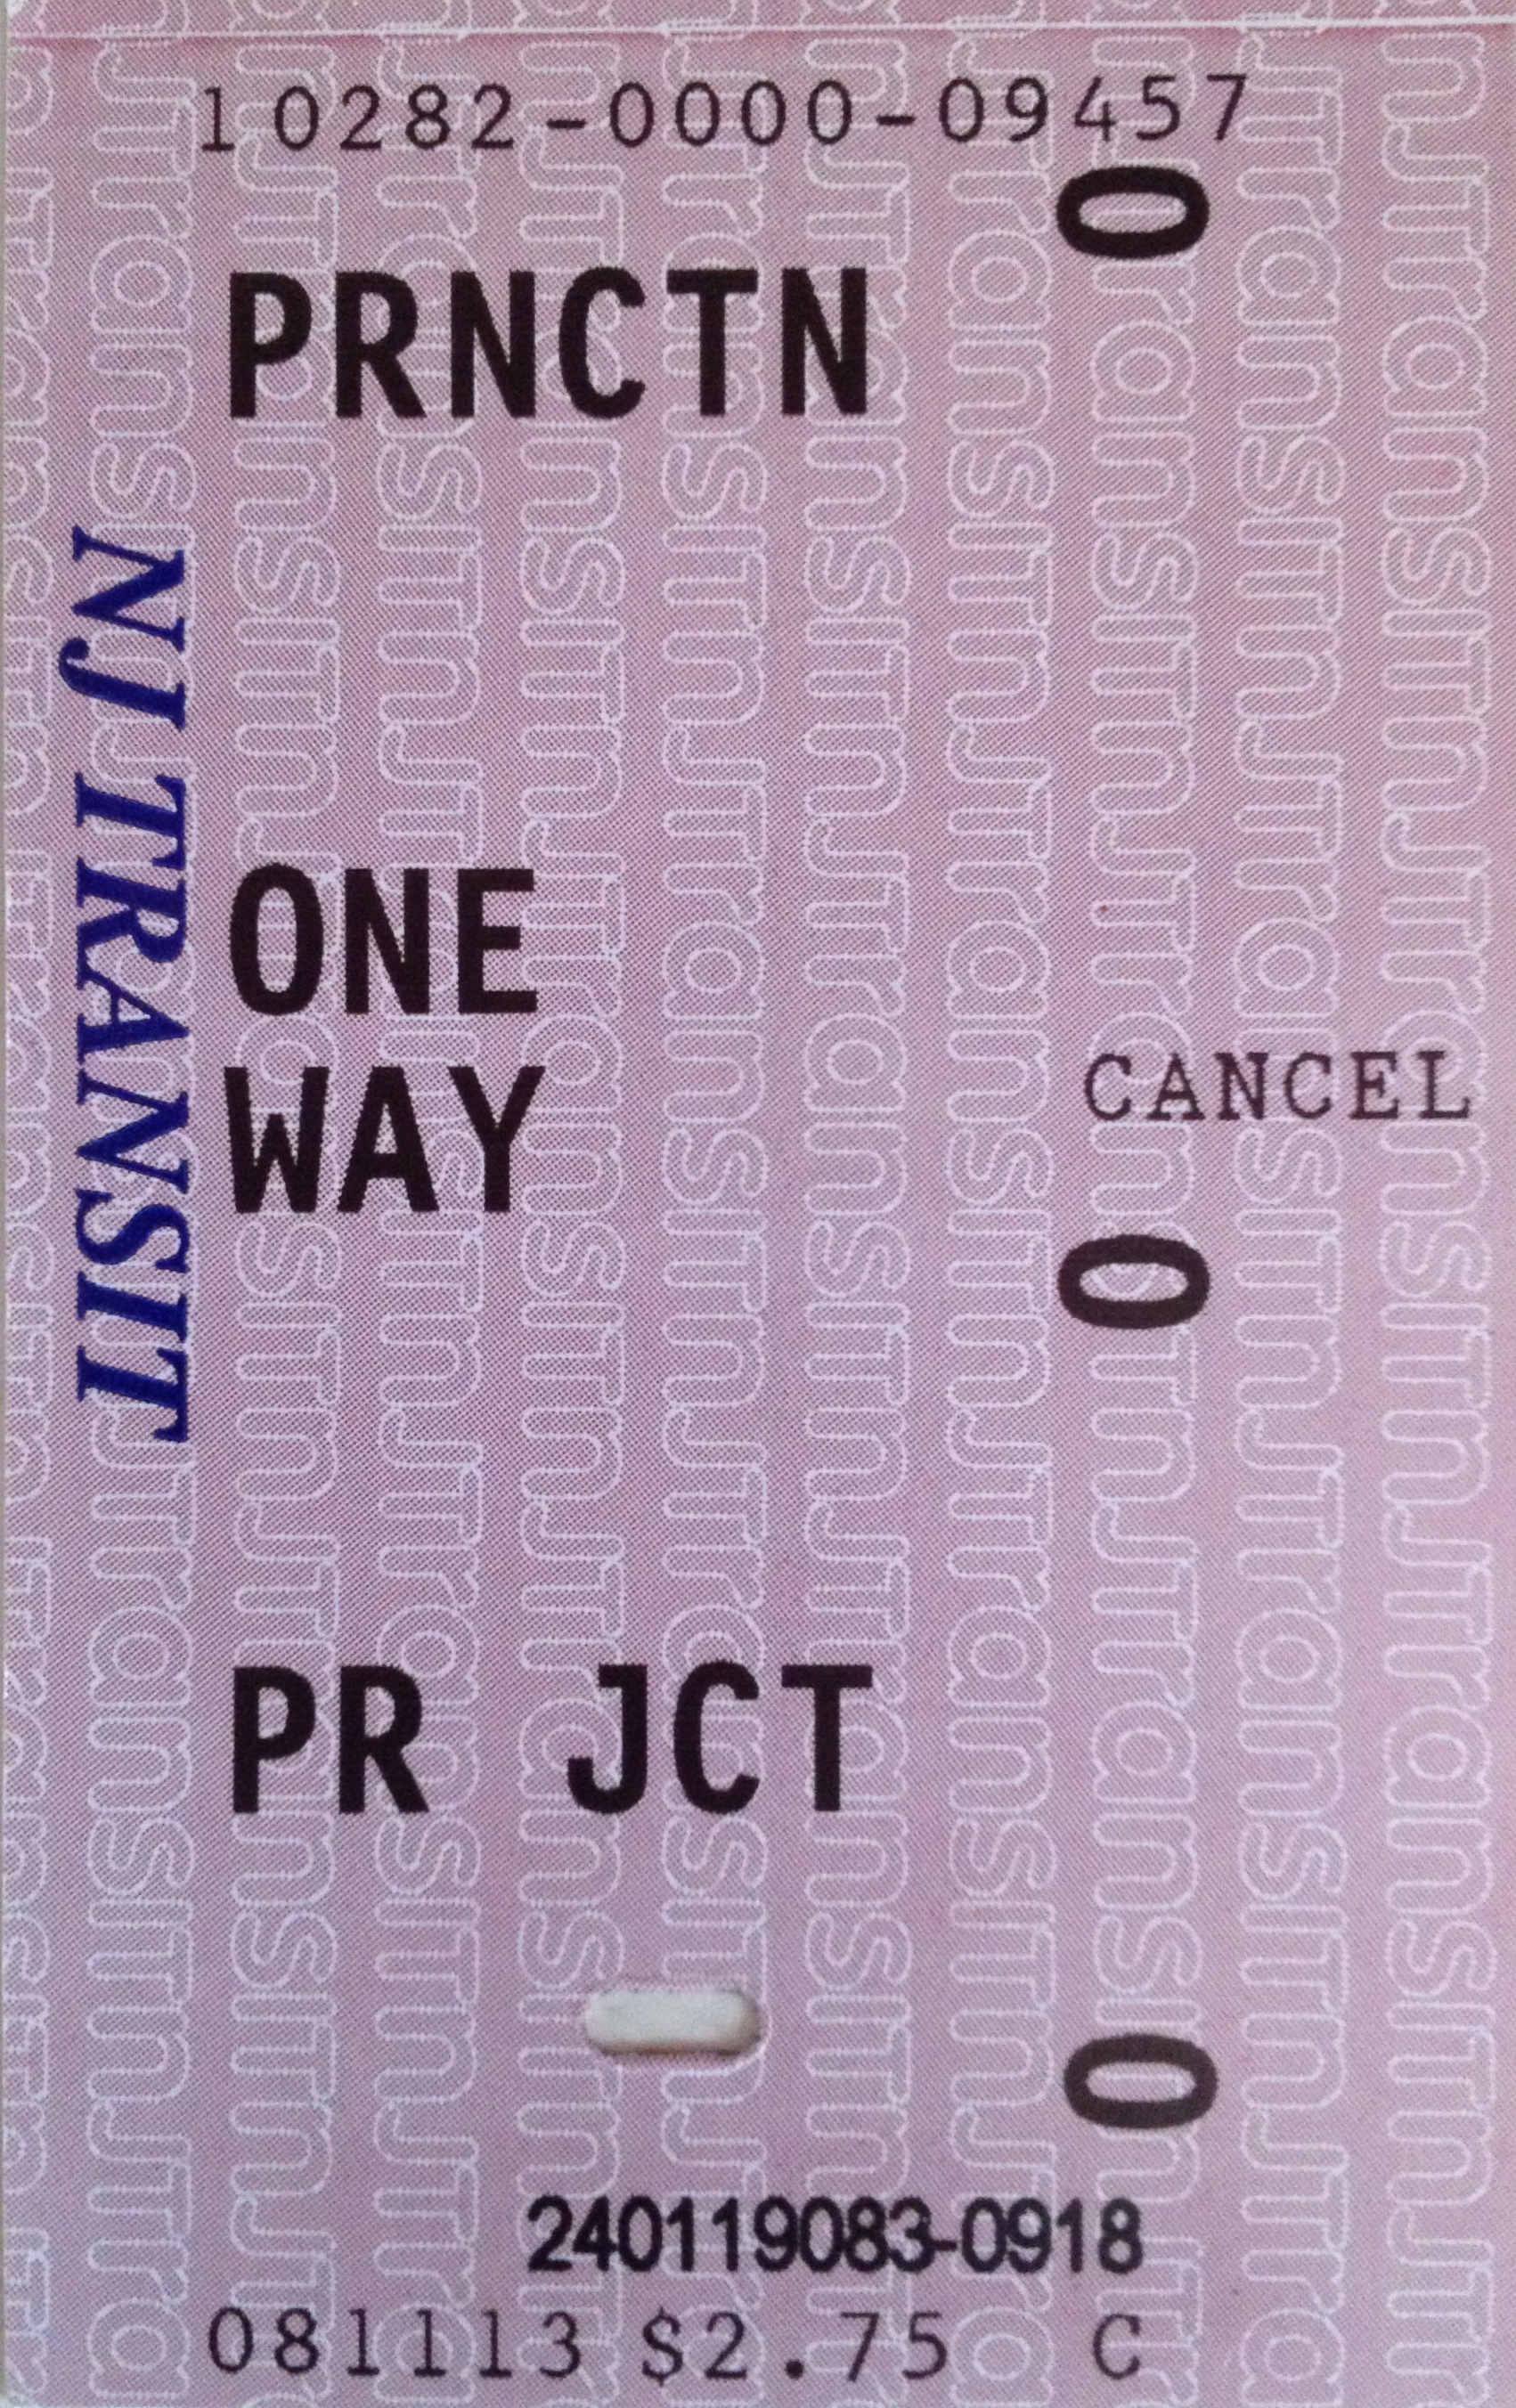 10282-0000-09457
0
PRNCTN
NJ TRANSIT
ONE
WAY
CANCEL
0
PR JCT
0
240119083-0918
081113 $2.75 C